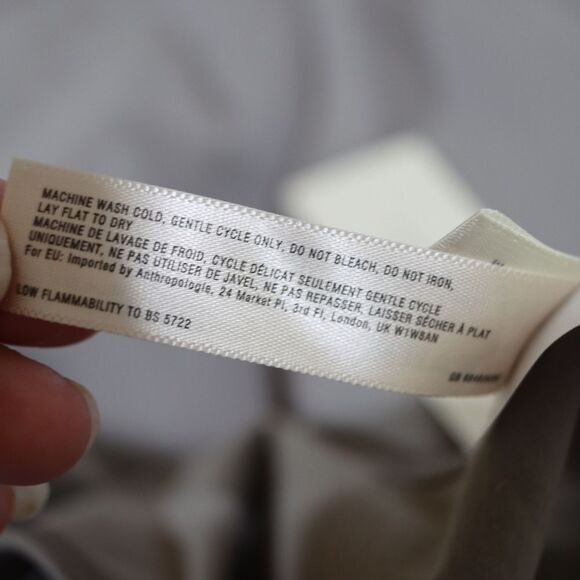 MACHINE WASH COLD, GENTLE CYCLE ONLY, DO NOT BLEACH, DO NOT IRON,
LAY FLAT TO DRY
MACHINE DE LAVAGE DE FROID, CYCLE DÉLICAT SEULEMENT GENTLE CYCLE
UNIQUEMENT, NE PAS UTILISER DE JAVEL, NE PAS REPASSER, LAISSER SÉCHER À PLAT
For EU: Imported by Anthropologie, 24 Market Pl, 3rd Fl, London, UK W1W8AN
LOW FLAMMABILITY TO BS 5722